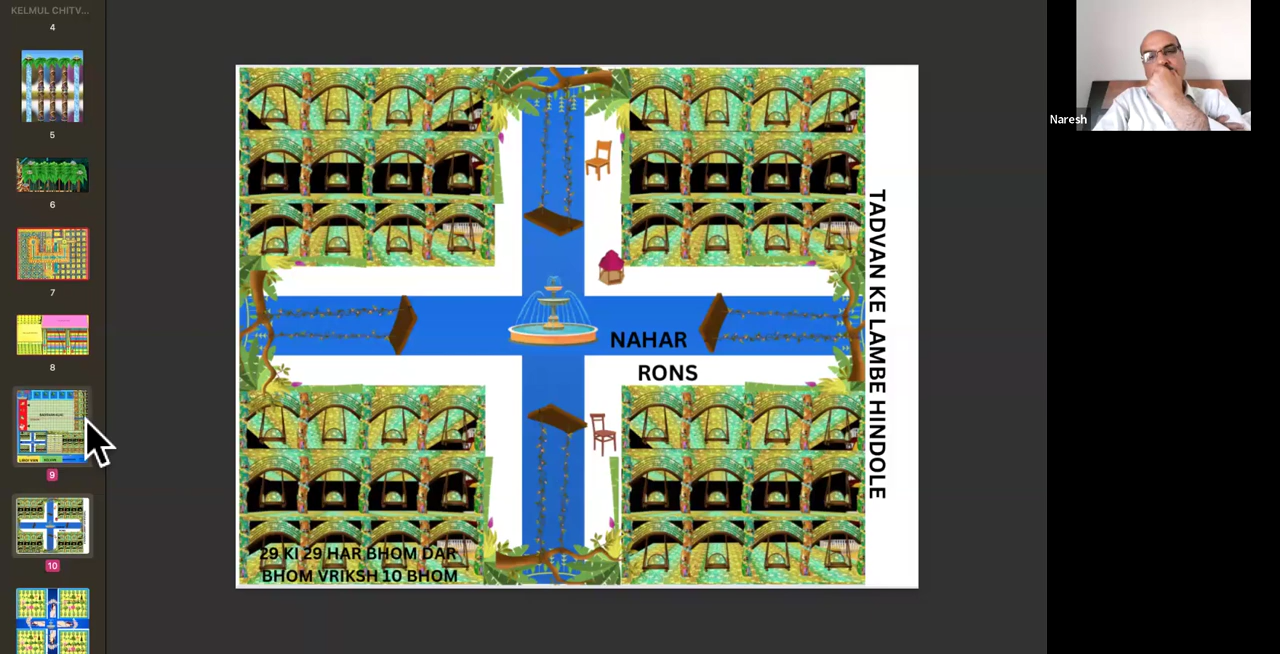 KELMUL CHITV...
4
5
6
7
8
9
10
NAHAR
RONS
TADVAN KE LAMBE HINDOLE
29 KI 29 HAR BHOM DAR
BHOM VRIKSH 10 BHOM
Naresh